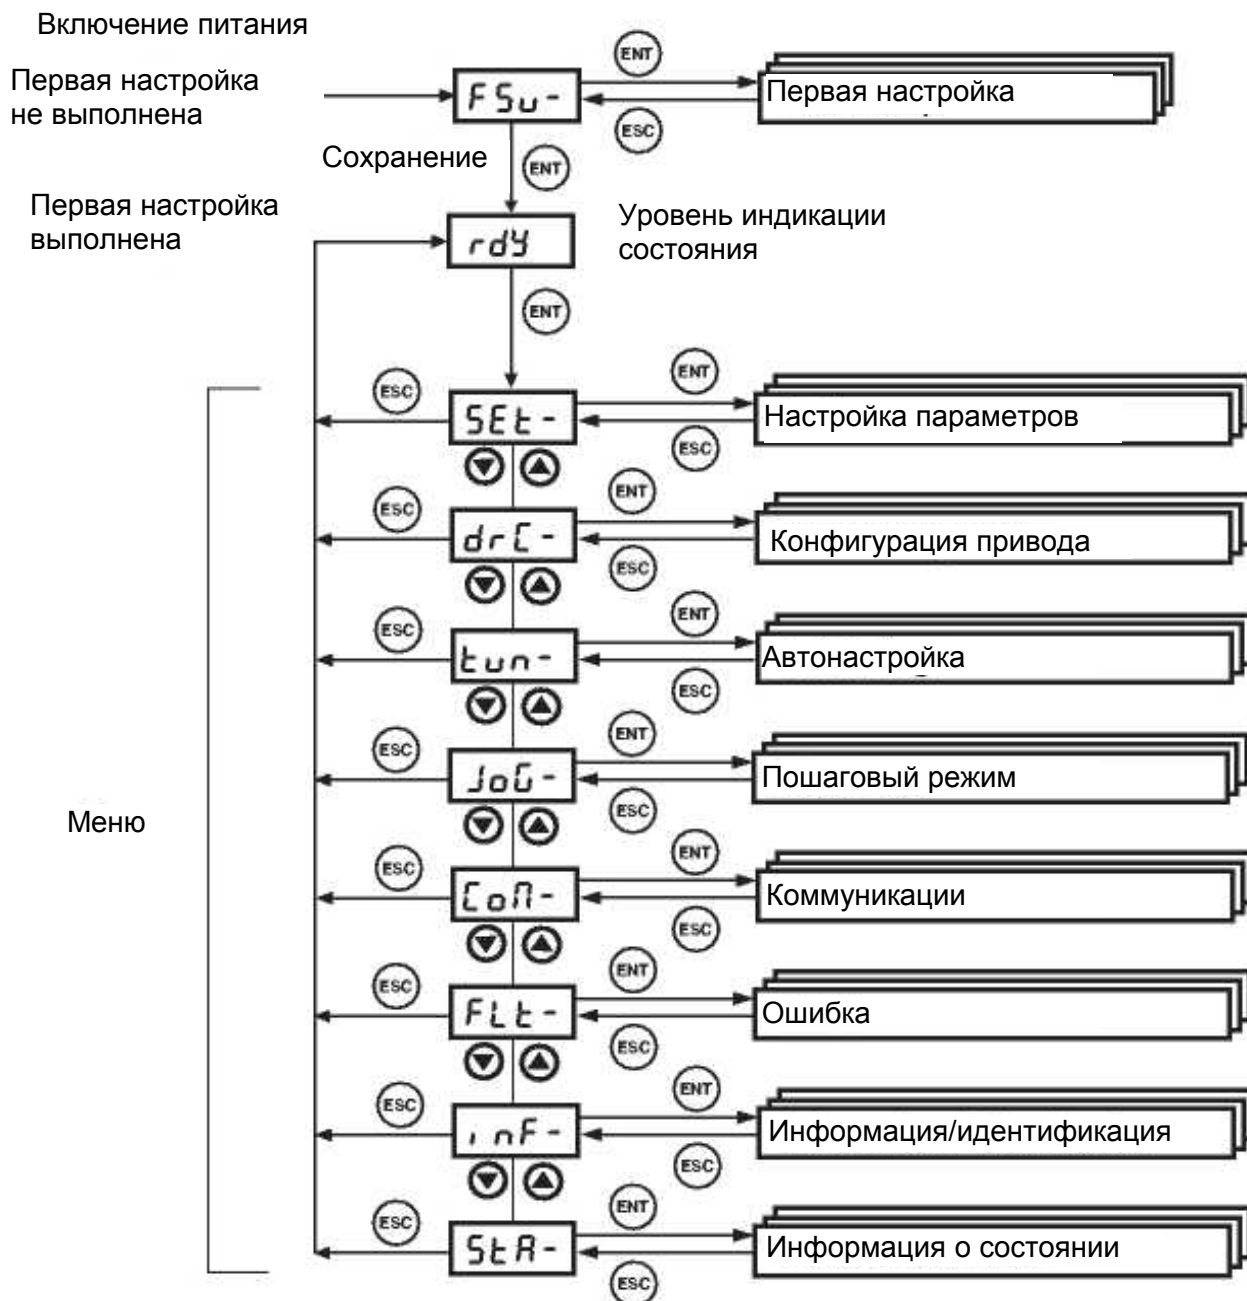 Включение питания
ENT
Первая настройка
не выполнена
FSu-
Первая настройка
ESC
Сохранение
ENT
Первая настройка
выполнена
rdY
Уровень индикации
состояния
ENT
ENT
ESC
SEt-
Настройка параметров
ESC
ENT
ESC
drC-
Конфигурация привода
ESC
ENT
ESC
tun-
Автонастройка
ESC
ENT
ESC
JoG-
Пошаговый режим
ESC
Меню
ENT
ESC
CoM-
Коммуникации
ESC
ENT
ESC
FLt-
Ошибка
ESC
ENT
ESC
inF-
Информация/идентификация
ESC
ENT
ESC
StA-
Информация о состоянии
ESC